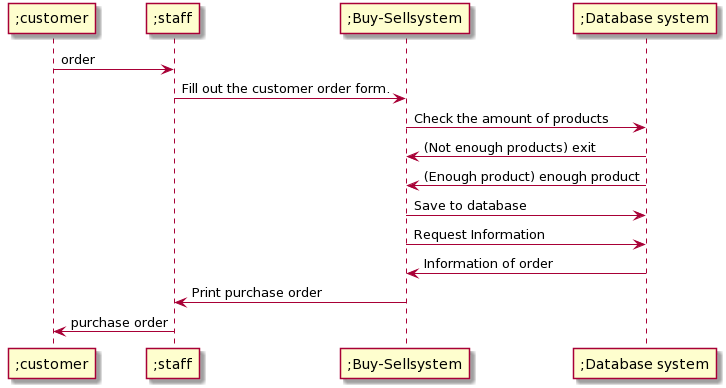 ;customer
;staff
;Buy-Sellsystem
;Database system
order
Fill out the customer order form.
Check the amount of products
(Not enough products) exit
(Enough product) enough product
Save to database
Request Information
Information of order
Print purchase order
purchase order
;customer
;staff
;Buy-Sellsystem
;Database system